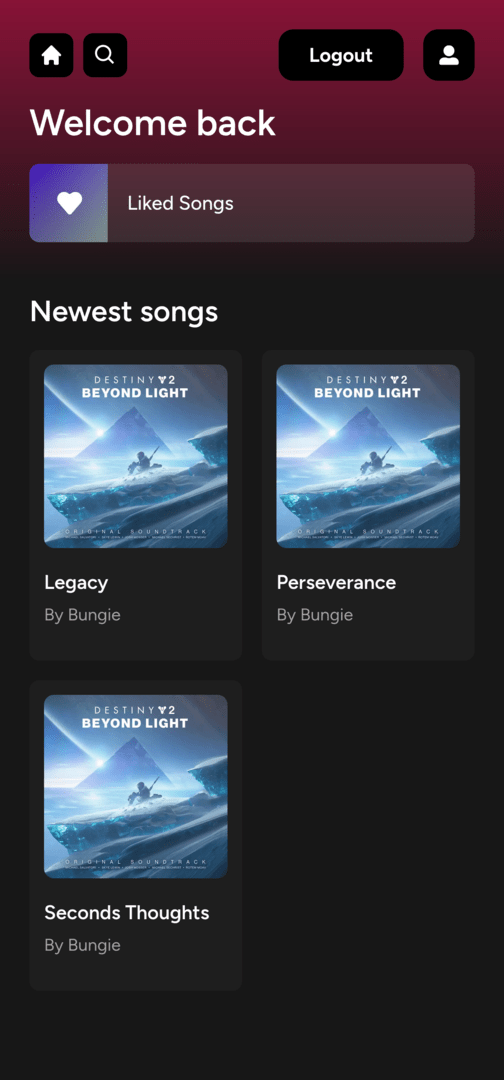 Logout
Welcome back
Liked Songs
Newest songs
DESTINY 2
BEYOND LIGHT
ORIGINAL SOUNDTRACK
Legacy
By Bungie
DESTINY 2
BEYOND LIGHT
ORIGINAL SOUNDTRACK
Perseverance
By Bungie
DESTINY 2
BEYOND LIGHT
ORIGINAL SOUNDTRACK
Seconds Thoughts
By Bungie